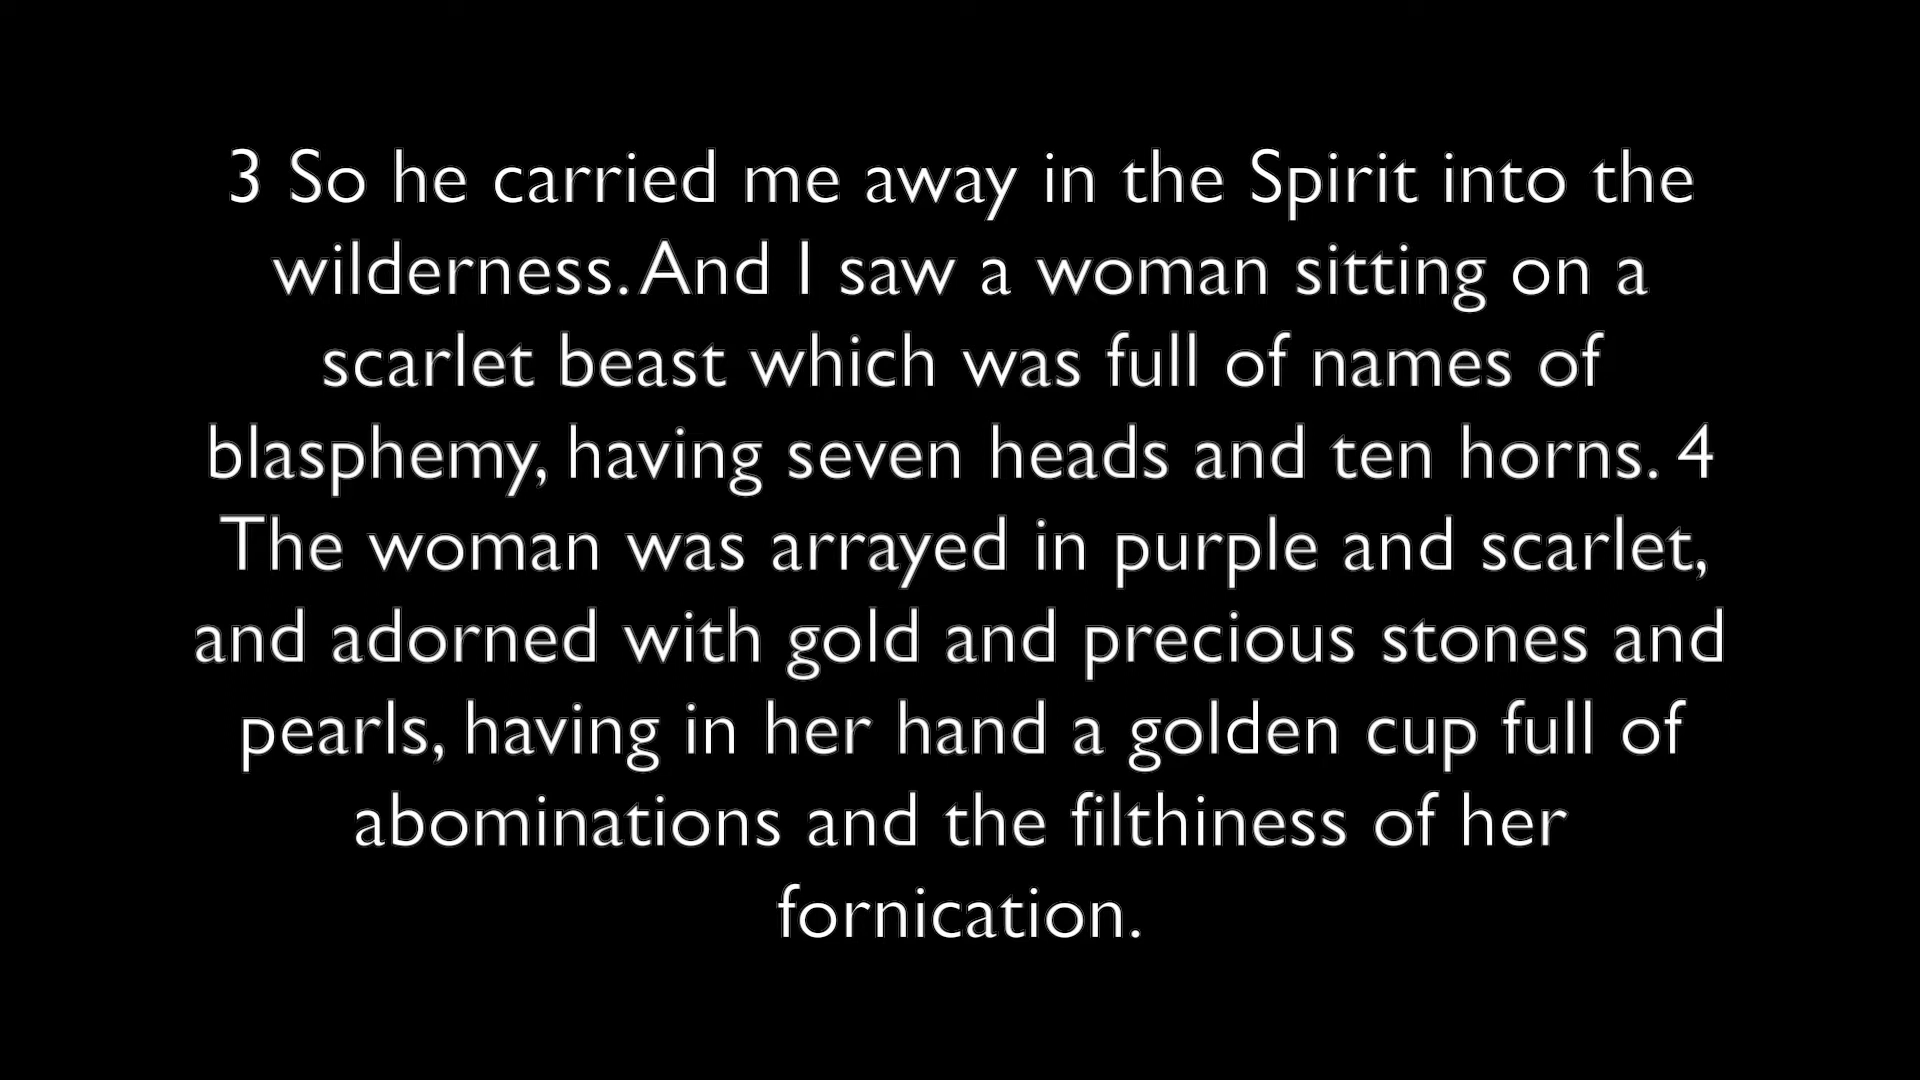 3 So he carried me away in the Spirit into the
wilderness. And I saw a woman sitting on a
scarlet beast which was full of names of
blasphemy, having seven heads and ten horns. 4
The woman was arrayed in purple and scarlet,
and adorned with gold and precious stones and
pearls, having in her hand a golden cup full of
abominations and the filthiness of her
fornication.